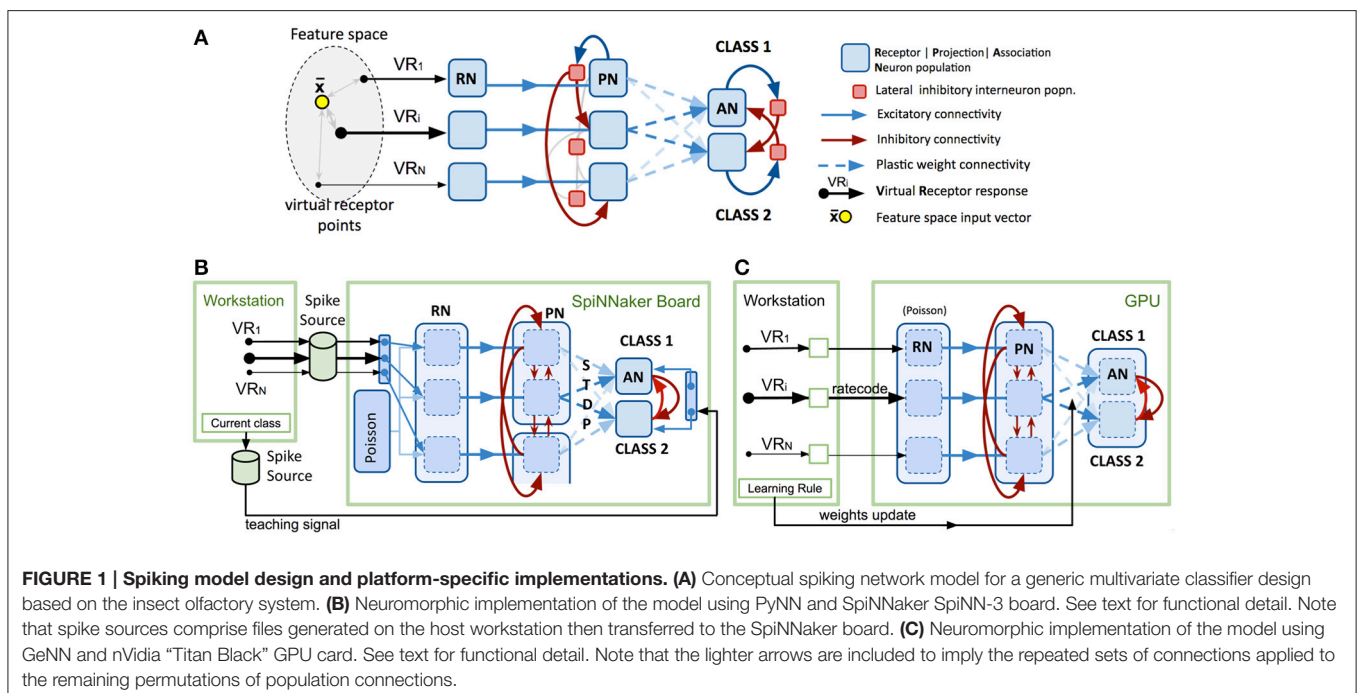 A
Feature space
x̄
VR1
VRi
VRN
virtual receptor
points
RN
PN
AN
CLASS 1
CLASS 2
Receptor | Projection| Association
Neuron population
Lateral inhibitory interneuron popn.
Excitatory connectivity
Inhibitory connectivity
Plastic weight connectivity
VRi
Virtual Receptor response
x̄
Feature space input vector
B
Workstation
Spike
Source
VR1
VRN
Current class
Spike
Source
teaching signal
SpiNNaker Board
RN
PN
Poisson
S
T
D
P
CLASS 1
AN
CLASS 2
C
Workstation
VR1
VRi
VRN
ratecode
Learning Rule
weights update
GPU
(Poisson)
RN
PN
CLASS 1
AN
CLASS 2
FIGURE 1 | Spiking model design and platform-specific implementations. (A) Conceptual spiking network model for a generic multivariate classifier design
based on the insect olfactory system. (B) Neuromorphic implementation of the model using PyNN and SpiNNaker SpiNN-3 board. See text for functional detail. Note
that spike sources comprise files generated on the host workstation then transferred to the SpiNNaker board. (C) Neuromorphic implementation of the model using
GeNN and nVidia “Titan Black” GPU card. See text for functional detail. Note that the lighter arrows are included to imply the repeated sets of connections applied to
the remaining permutations of population connections.